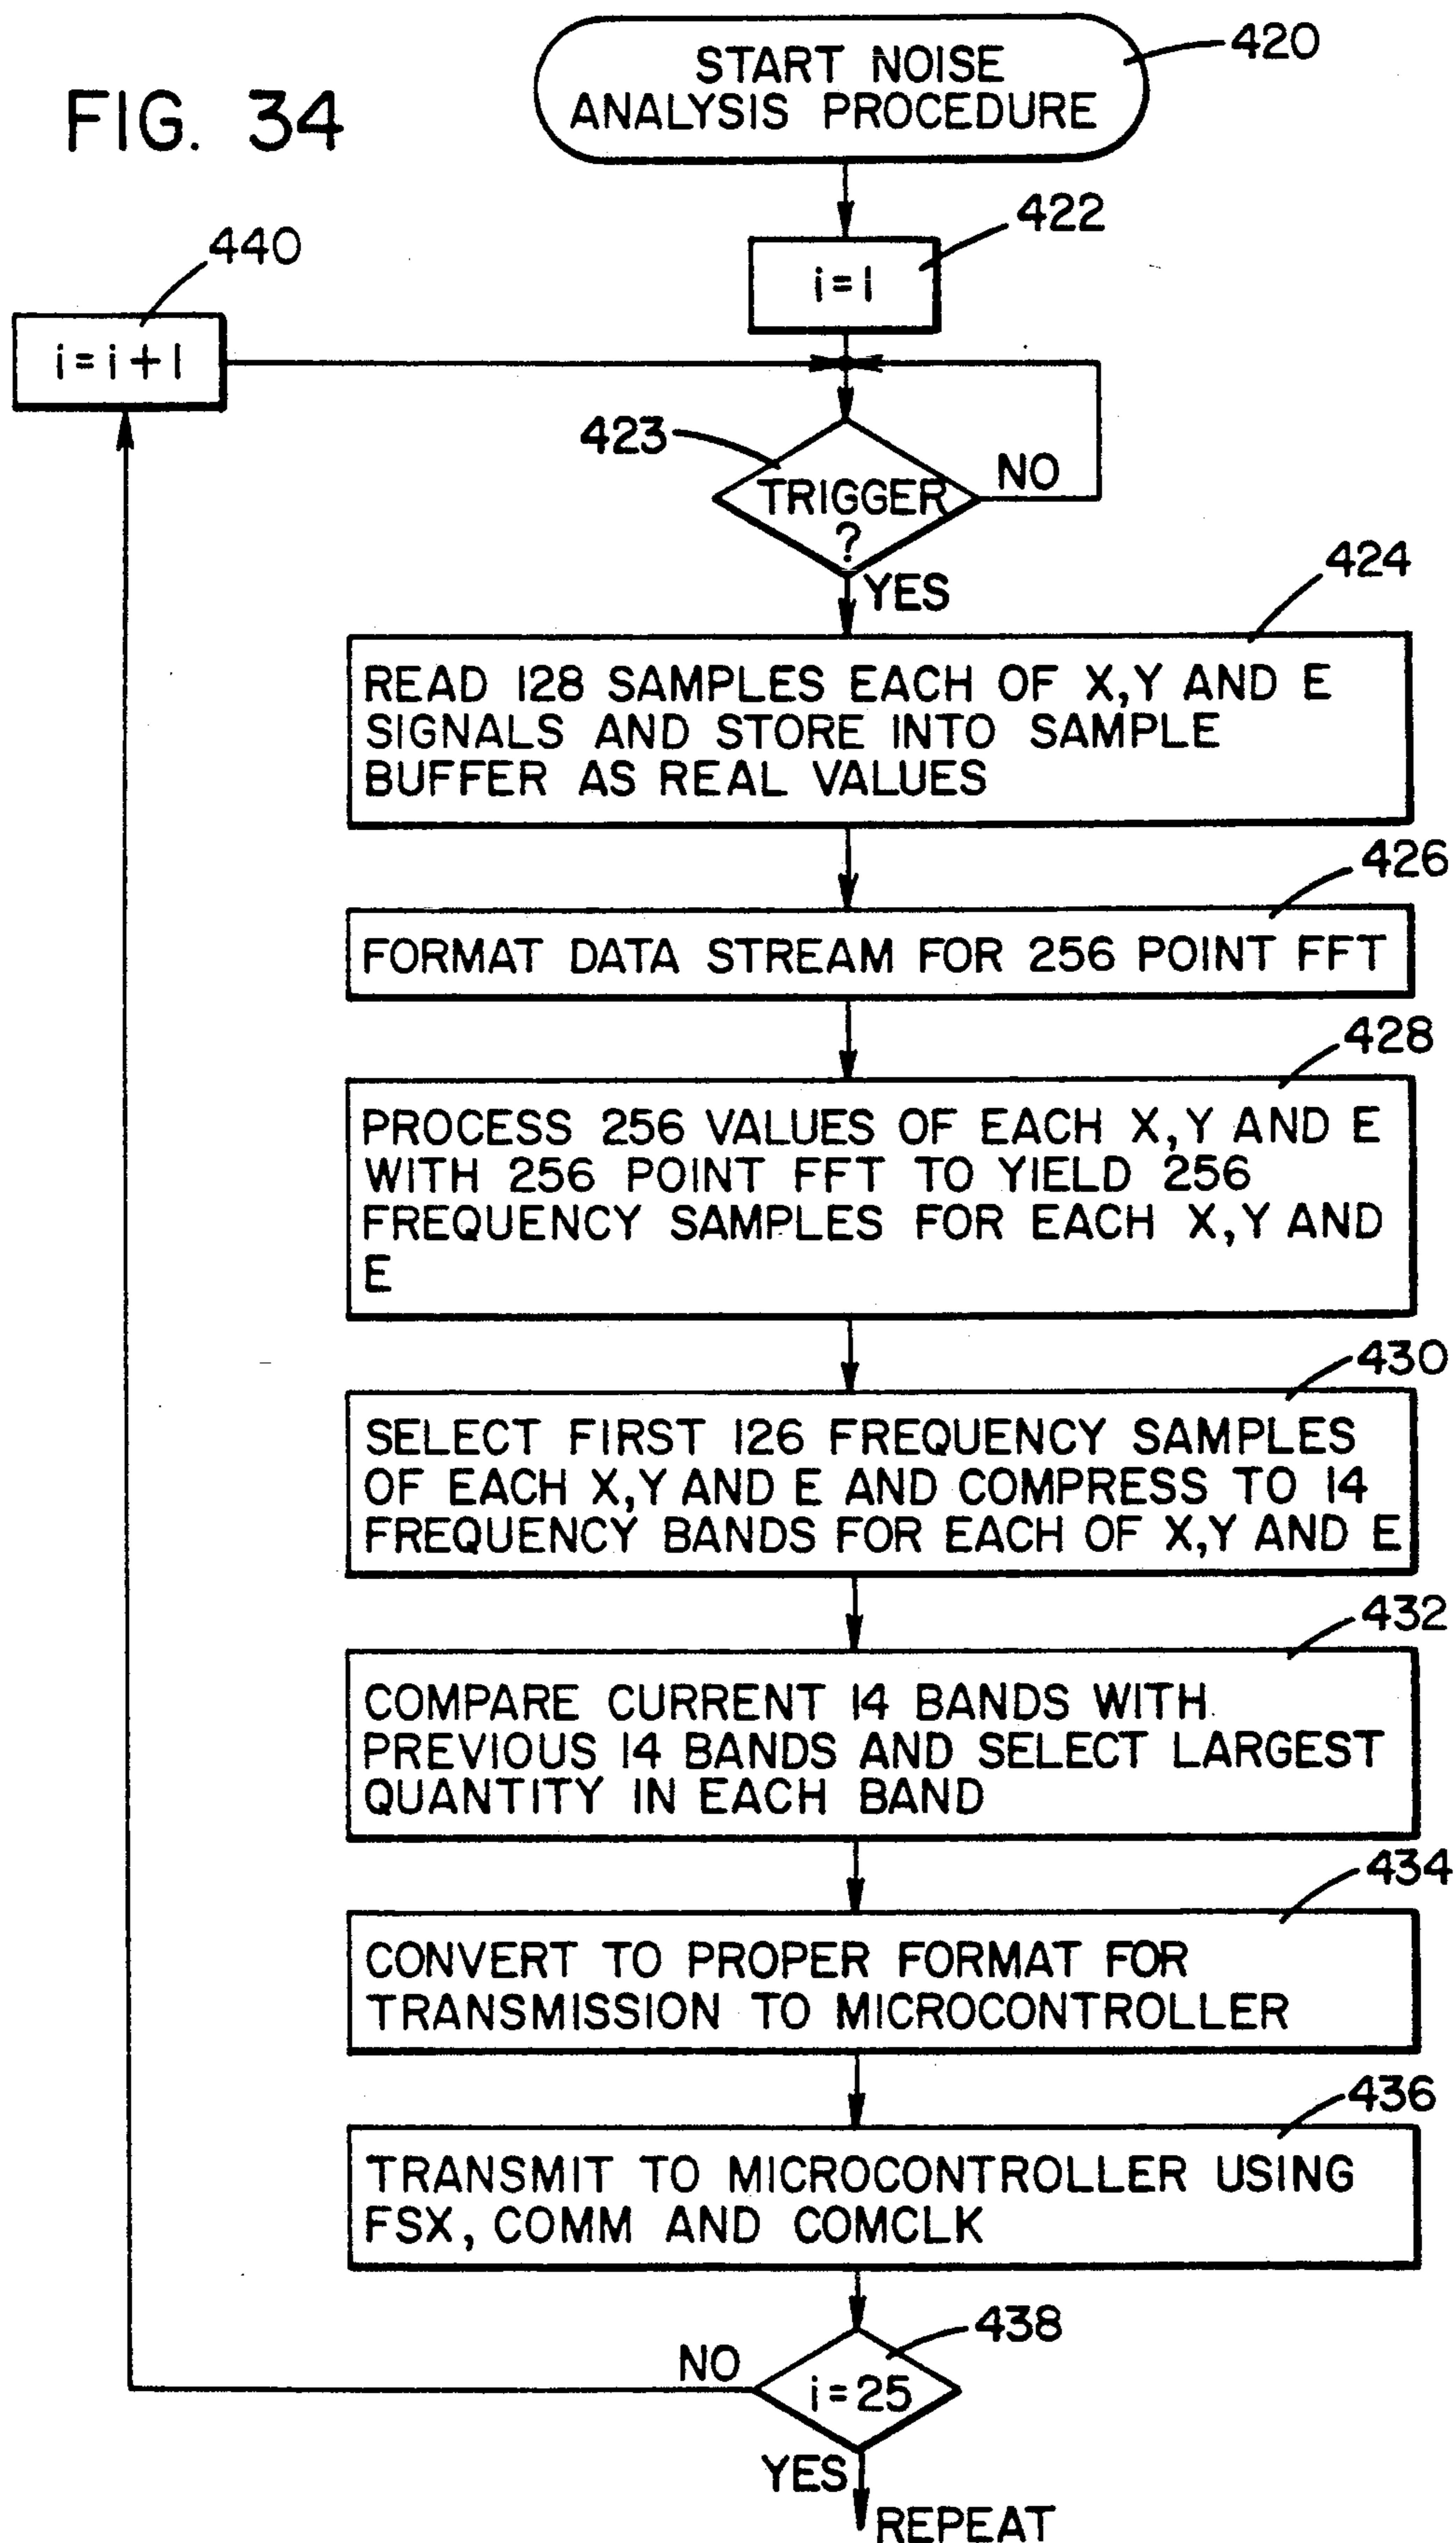 FIG. 34
START NOISE
ANALYSIS PROCEDURE
420
422
i=1
440
i=i+1
423
TRIGGER
?
NO
YES
424
READ 128 SAMPLES EACH OF X,Y AND E
SIGNALS AND STORE INTO SAMPLE
BUFFER AS REAL VALUES
426
FORMAT DATA STREAM FOR 256 POINT FFT
428
PROCESS 256 VALUES OF EACH X,Y AND E
WITH 256 POINT FFT TO YIELD 256
FREQUENCY SAMPLES FOR EACH X,Y AND
E
430
SELECT FIRST 126 FREQUENCY SAMPLES
OF EACH X,Y AND E AND COMPRESS TO 14
FREQUENCY BANDS FOR EACH OF X,Y AND E
432
COMPARE CURRENT 14 BANDS WITH
PREVIOUS 14 BANDS AND SELECT LARGEST
QUANTITY IN EACH BAND
434
CONVERT TO PROPER FORMAT FOR
TRANSMISSION TO MICROCONTROLLER
436
TRANSMIT TO MICROCONTROLLER USING
FSX, COMM AND COMCLK
438
NO
i=25
YES
REPEAT